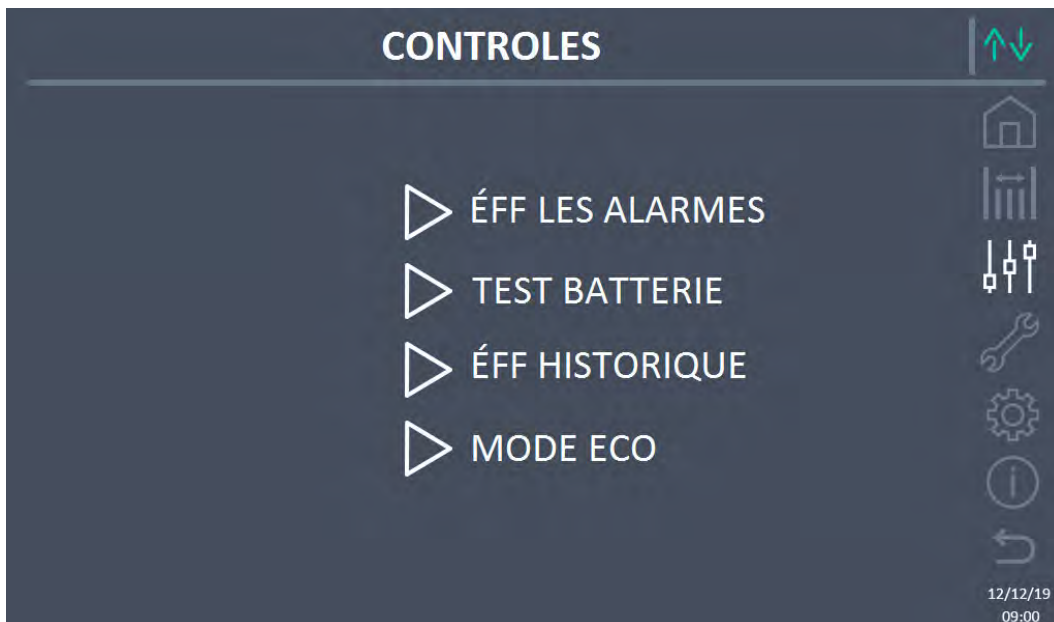 CONTROLES
ÉFF LES ALARMES
TEST BATTERIE
ÉFF HISTORIQUE
MODE ECO
12/12/19
09:00